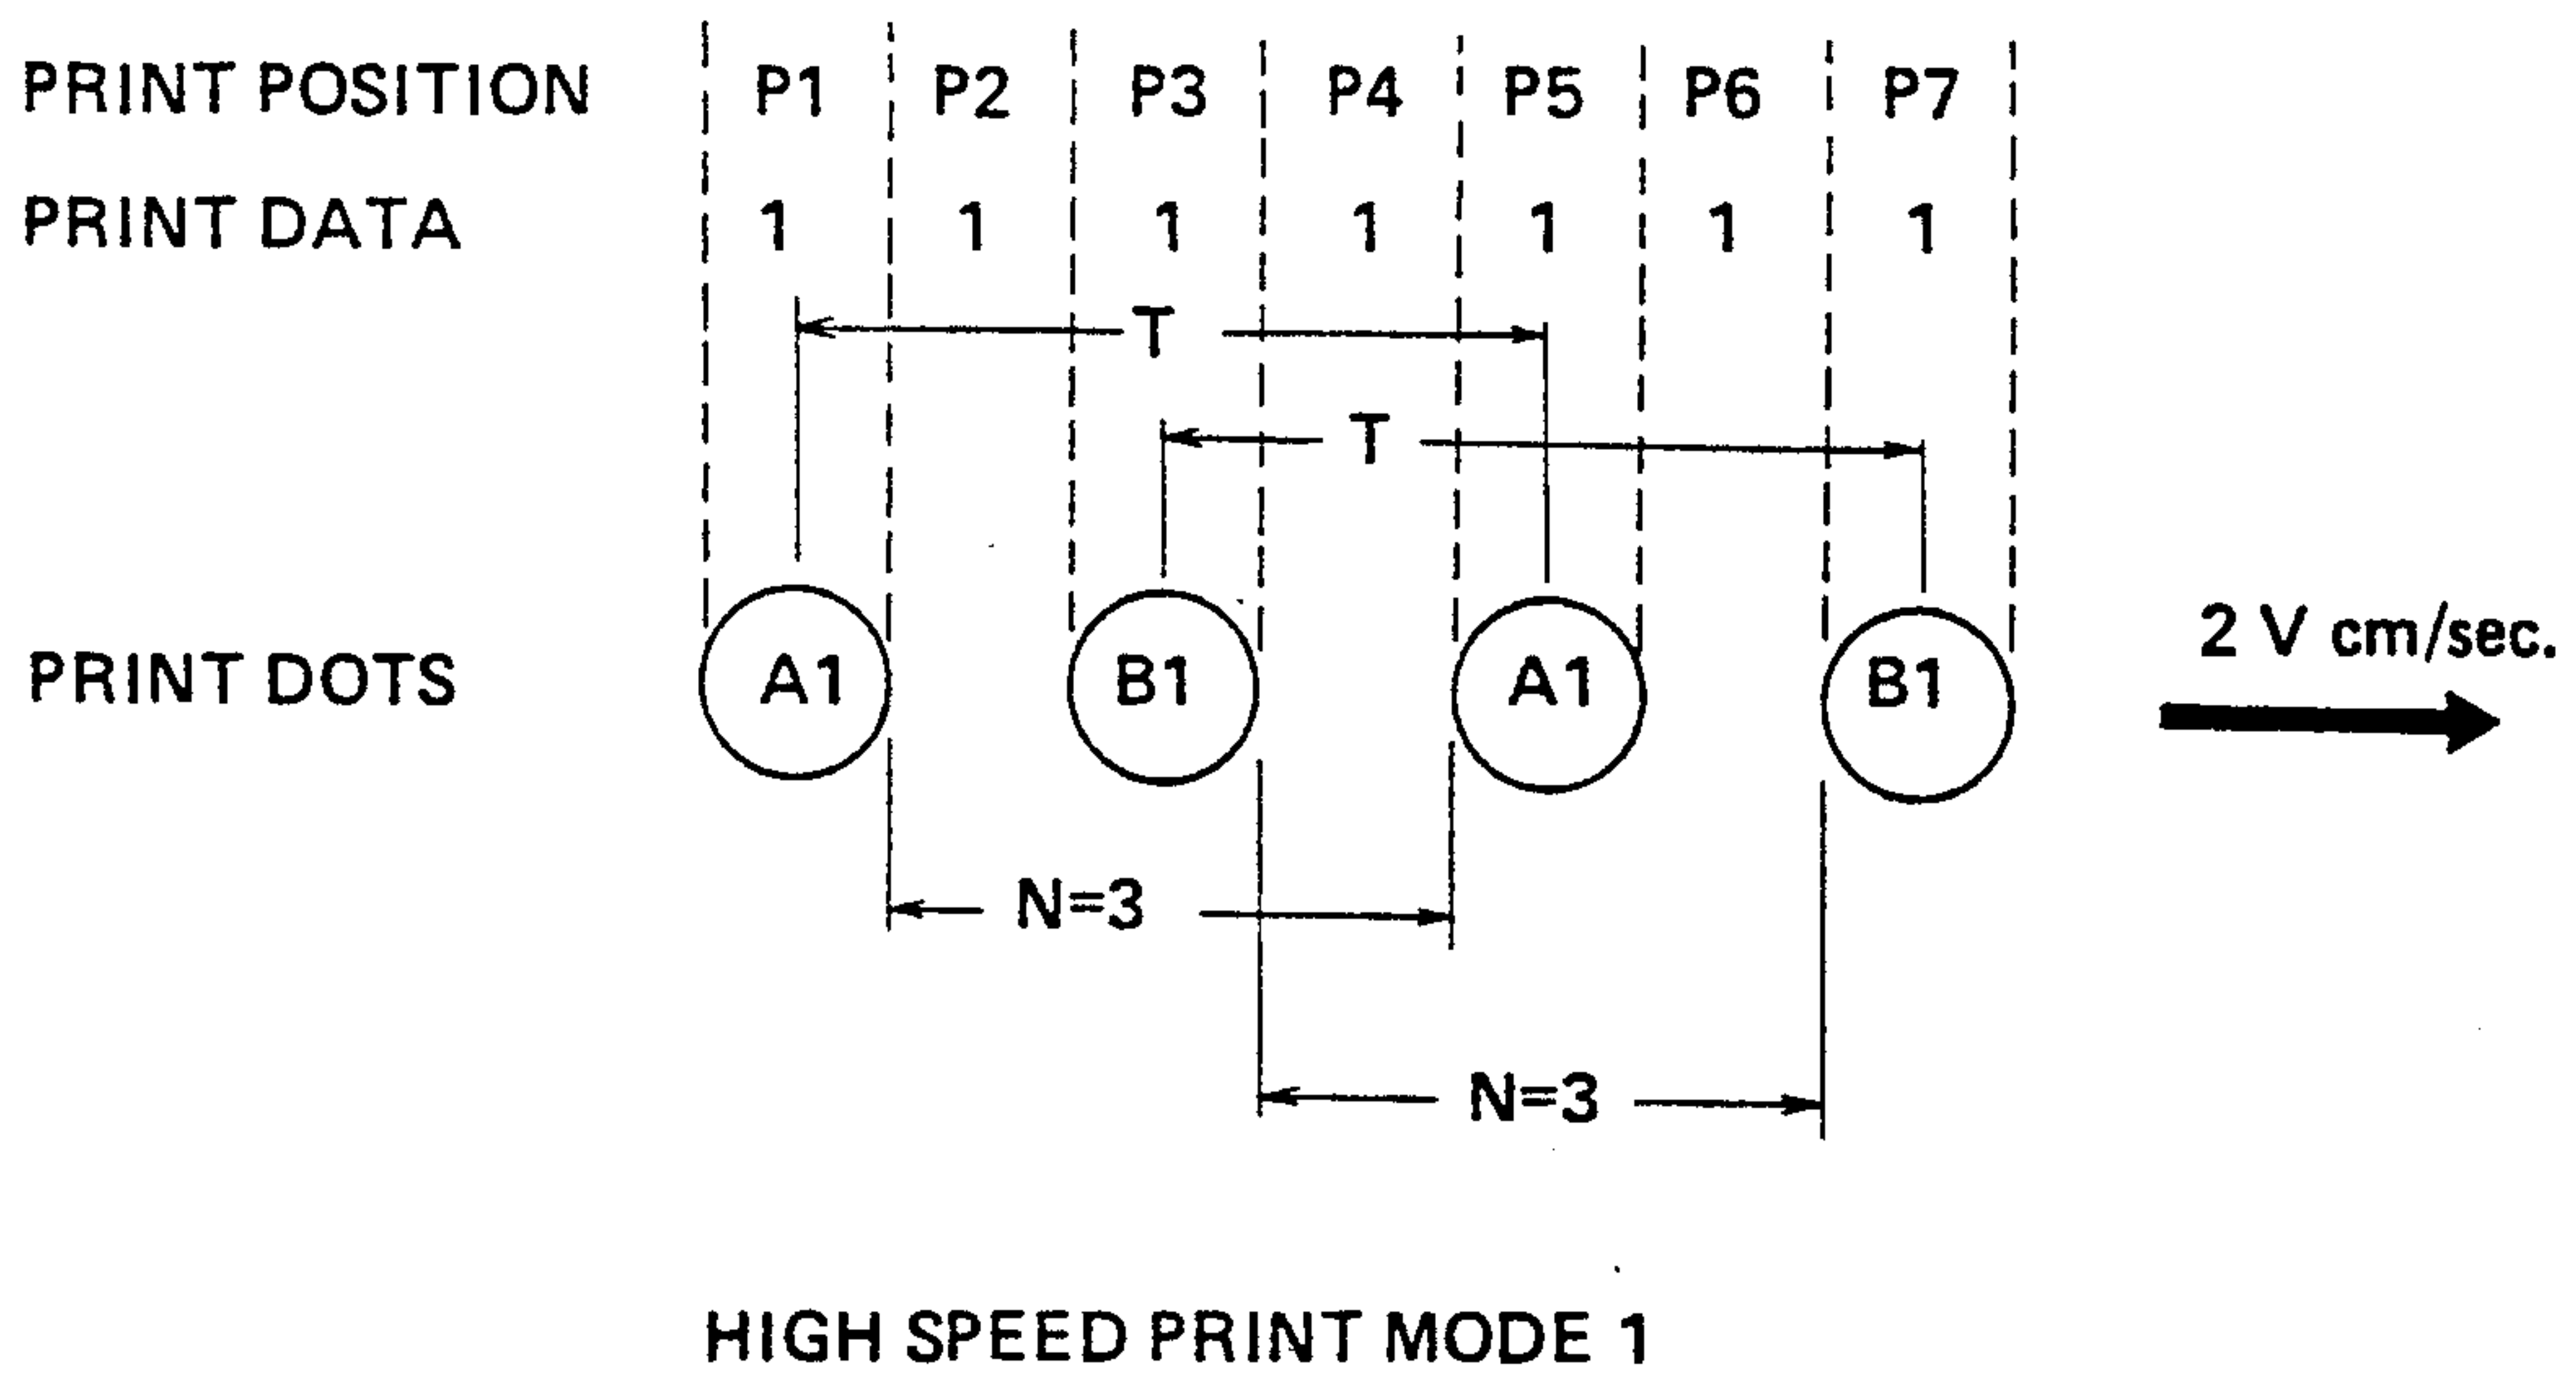 PRINT POSITION P1 P2 P3 P4 P5 P6 P7
PRINT DATA 1 1 1 1 1 1 1
T
T
PRINT DOTS A1 B1 A1 B1 2 V cm/sec.
N=3
N=3
HIGH SPEED PRINT MODE 1